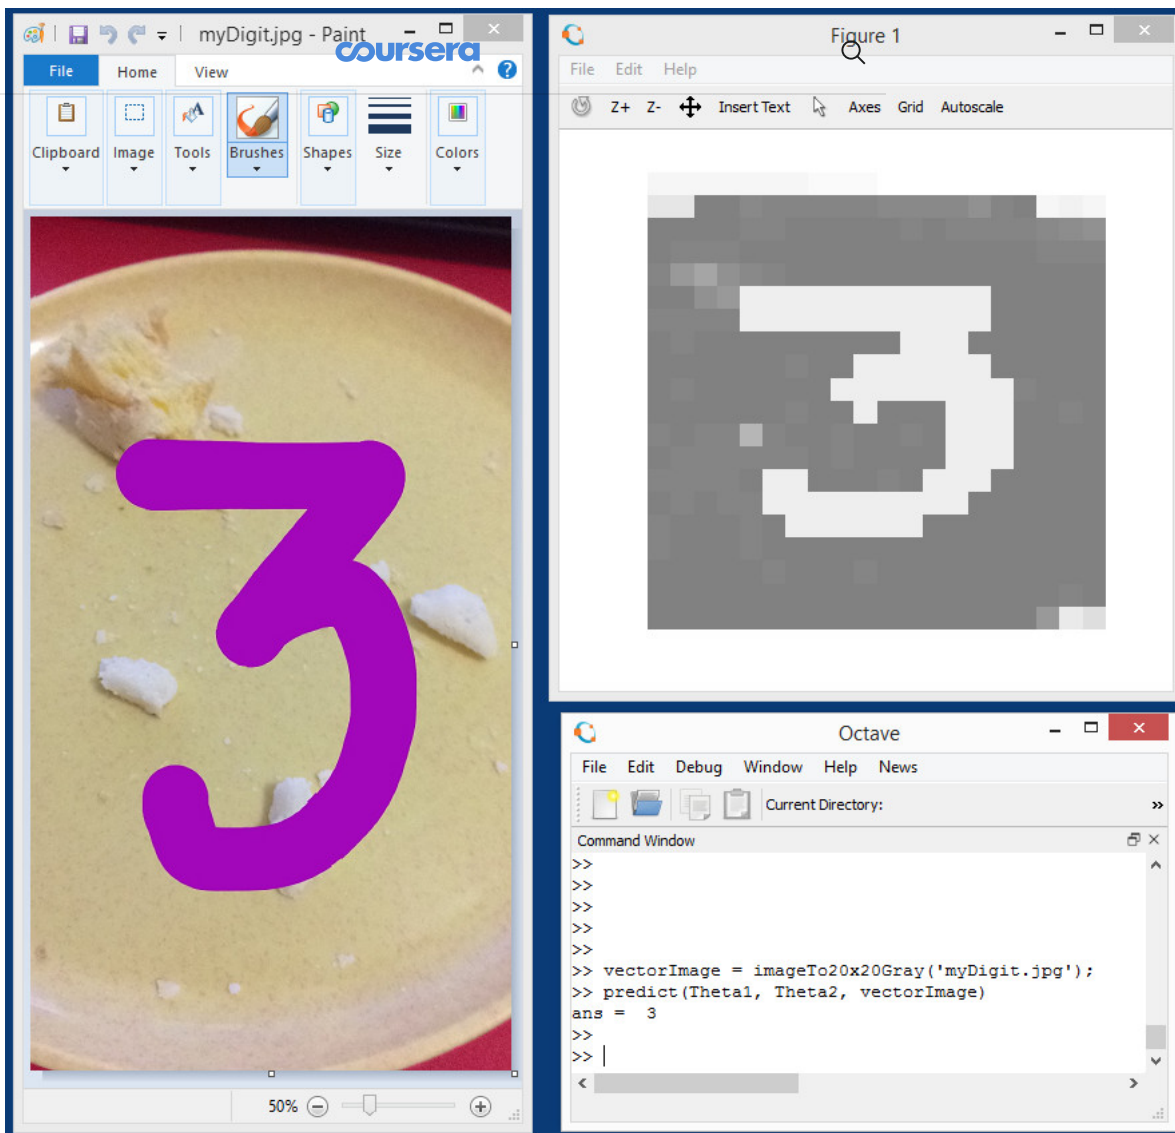 myDigit.jpg - Paint
coursera
File Home View
Clipboard Image Tools Brushes Shapes Size Colors
3
50%
Figure 1
File Edit Help
Z+ Z- Insert Text Axes Grid Autoscale
3
Octave
File Edit Debug Window Help News
Current Directory:
Command Window
>>
>>
>>
>>
>>
>> vectorImage = imageTo20x20Gray('myDigit.jpg');
>> predict(Theta1, Theta2, vectorImage)
ans = 3
>>
>>